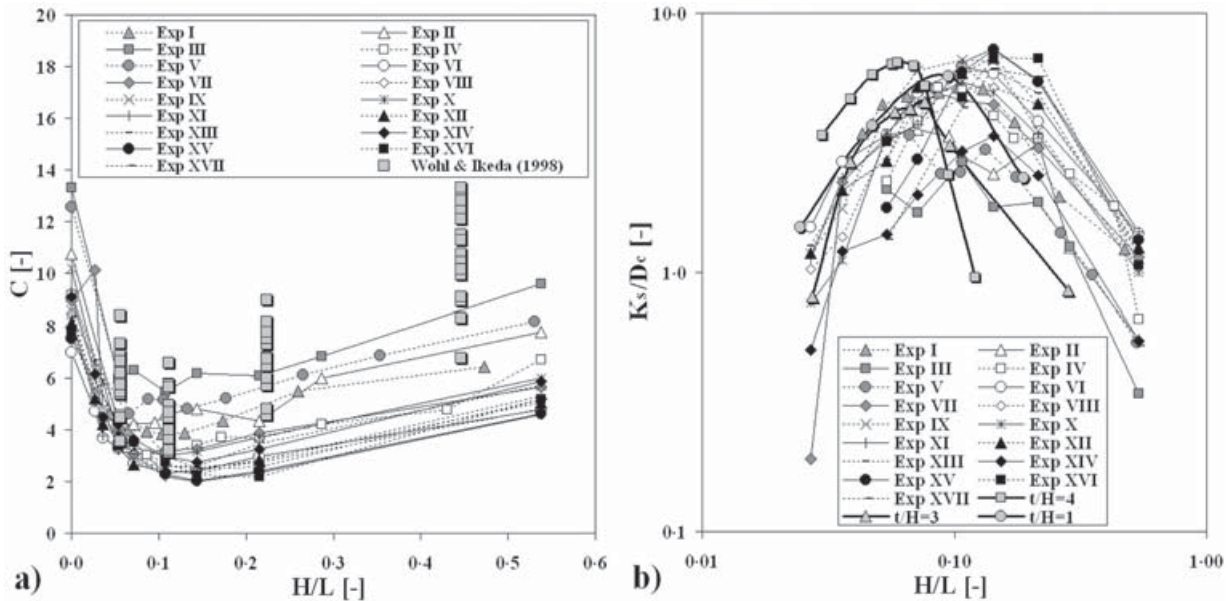 20
18
16
14
12
10
8
6
4
2
0
C [-]
Exp I
Exp II
Exp III
Exp IV
Exp V
Exp VI
Exp VII
Exp VIII
Exp IX
Exp X
Exp XI
Exp XII
Exp XIII
Exp XIV
Exp XV
Exp XVI
Exp XVII
Wohl & Ikeda (1998)
0·0
0·1
0·2
0·3
0·4
0·5
0·6
H/L [-]
a)
10·0
1·0
0·1
Ks/Dc [-]
Exp I
Exp II
Exp III
Exp IV
Exp V
Exp VI
Exp VII
Exp VIII
Exp IX
Exp X
Exp XI
Exp XII
Exp XIII
Exp XIV
Exp XV
Exp XVI
Exp XVII
t/H=4
t/H=3
t/H=1
0·01
0·10
1·00
H/L [-]
b)